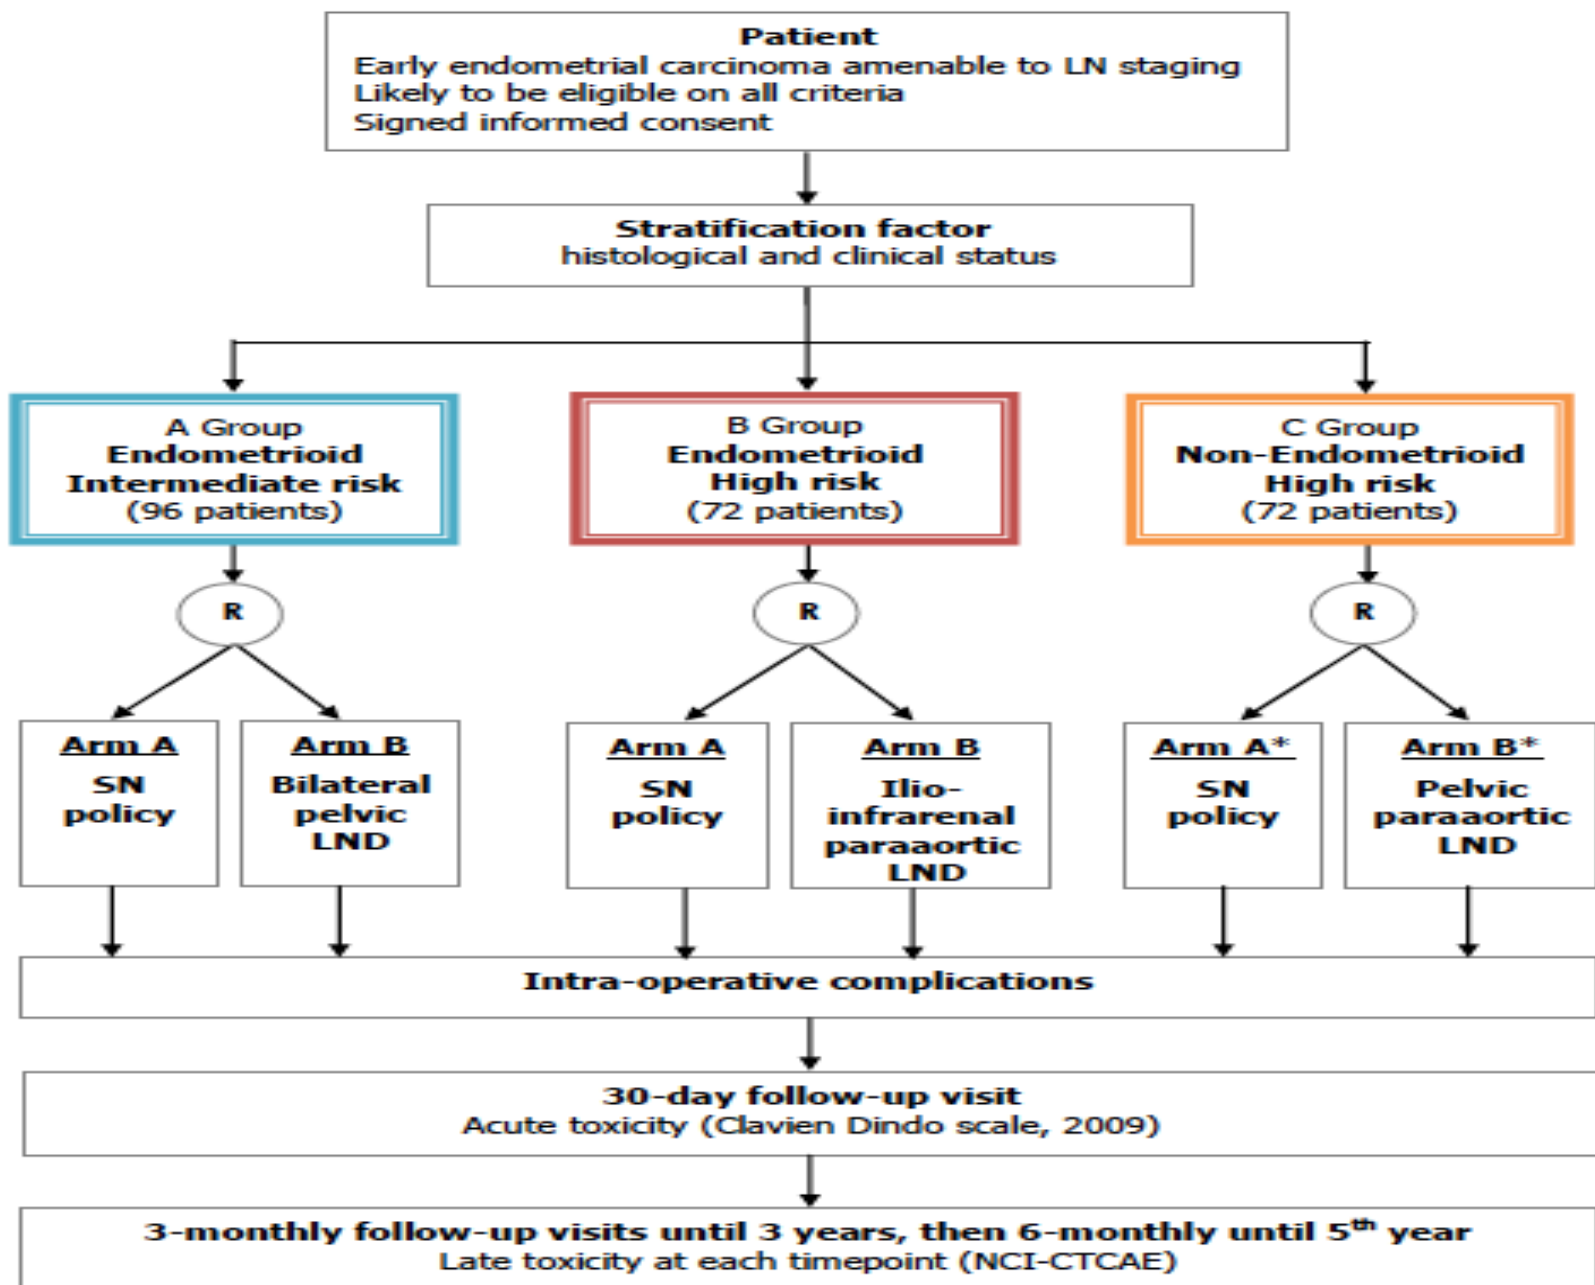 Patient
Early endometrial carcinoma amenable to LN staging
Likely to be eligible on all criteria
Signed informed consent
Stratification factor
histological and clinical status
A Group
Endometrioid
Intermediate risk
(96 patients)
B Group
Endometrioid
High risk
(72 patients)
C Group
Non-Endometrioid
High risk
(72 patients)
R
R
R
Arm A
SN
policy
Arm B
Bilateral
pelvic
LND
Arm A
SN
policy
Arm B
Ilio-
infrarenal
paraaortic
LND
Arm A*
SN
policy
Arm B*
Pelvic
paraaortic
LND
Intra-operative complications
30-day follow-up visit
Acute toxicity (Clavien Dindo scale, 2009)
3-monthly follow-up visits until 3 years, then 6-monthly until 5th year
Late toxicity at each timepoint (NCI-CTCAE)